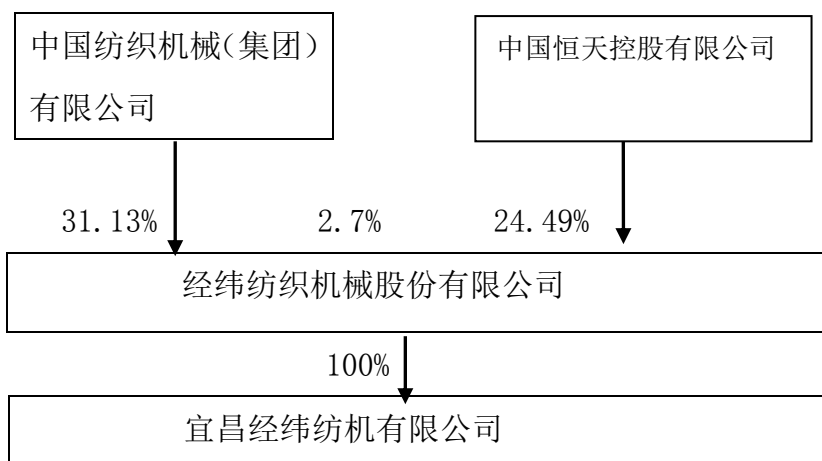 中国纺织机械(集团)
有限公司
中国恒天控股有限公司
31.13%
2.7%
24.49%
经纬纺织机械股份有限公司
100%
宜昌经纬纺机有限公司